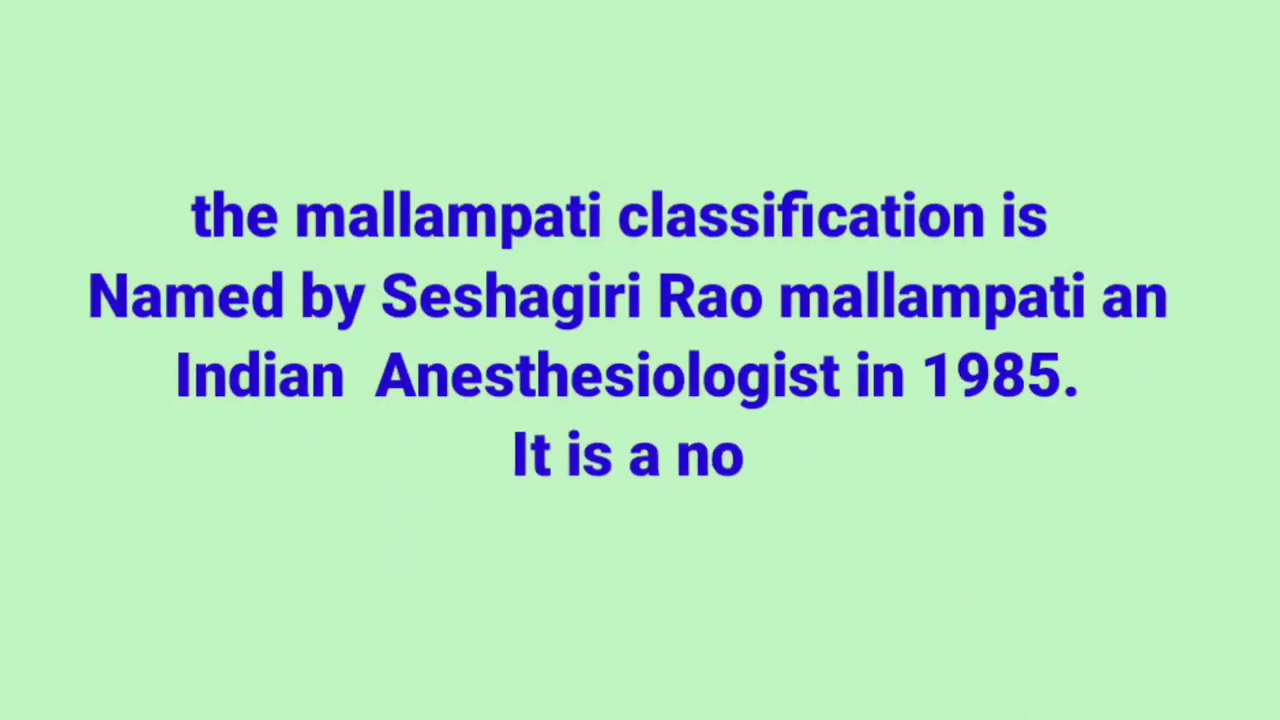 the mallampati classification is
Named by Seshagiri Rao mallampati an
Indian  Anesthesiologist in 1985.
It is a no